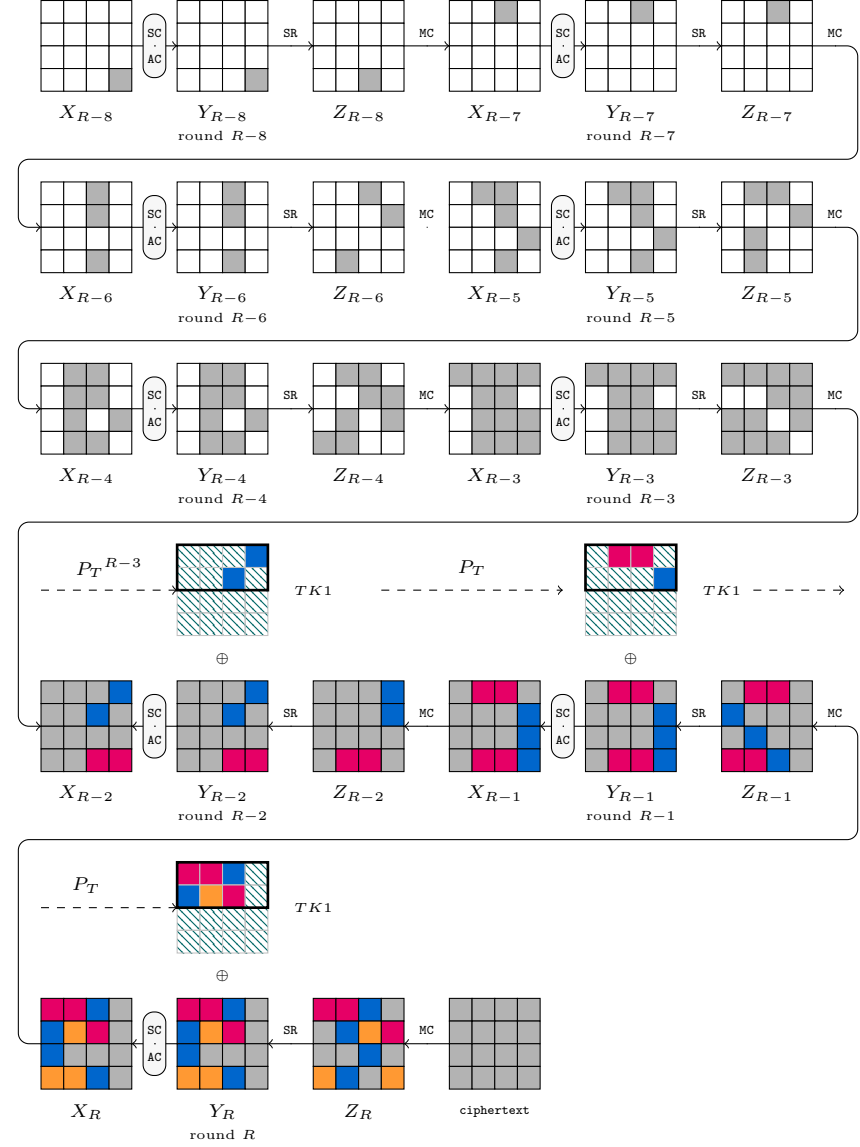 SC · AC SR MC SC · AC SR MC
X_{R−8} Y_{R−8} Z_{R−8} X_{R−7} Y_{R−7} Z_{R−7}
round R−8 round R−7
SC · AC SR MC SC · AC SR MC
X_{R−6} Y_{R−6} Z_{R−6} X_{R−5} Y_{R−5} Z_{R−5}
round R−6 round R−5
SC · AC SR MC SC · AC SR MC
X_{R−4} Y_{R−4} Z_{R−4} X_{R−3} Y_{R−3} Z_{R−3}
round R−4 round R−3
P_T^{R−3} TK1 P_T TK1
⊕ ⊕
SC · AC SR MC SC · AC SR MC
X_{R−2} Y_{R−2} Z_{R−2} X_{R−1} Y_{R−1} Z_{R−1}
round R−2 round R−1
P_T TK1
⊕
SC · AC SR MC
X_R Y_R Z_R ciphertext
round R